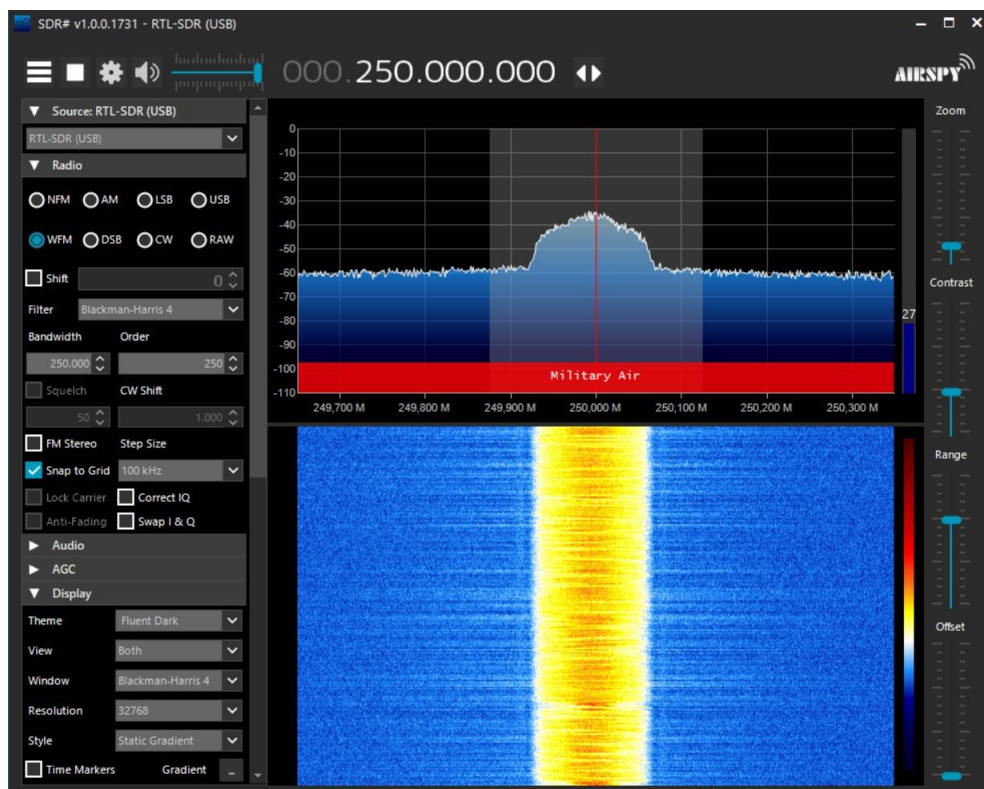 SDR# v1.0.0.1731 - RTL-SDR (USB)
000.250.000.000
AIRSPY
Source: RTL-SDR (USB)
RTL-SDR (USB)
Radio
NFM AM LSB USB
WFM DSB CW RAW
Shift 0
Filter Blackman-Harris 4
Bandwidth Order
250.000 250
Squelch CW Shift
50 1.000
FM Stereo Step Size
Snap to Grid 100 kHz
Lock Carrier Correct IQ
Anti-Fading Swap I & Q
Audio
AGC
Display
Theme Fluent Dark
View Both
Window Blackman-Harris 4
Resolution 32768
Style Static Gradient
Time Markers Gradient ...
0
-10
-20
-30
-40
-50
-60
-70
-80
-90
-100
-110
Military Air
249,700 M 249,800 M 249,900 M 250,000 M 250,100 M 250,200 M 250,300 M
27
Zoom
Contrast
Range
Offset